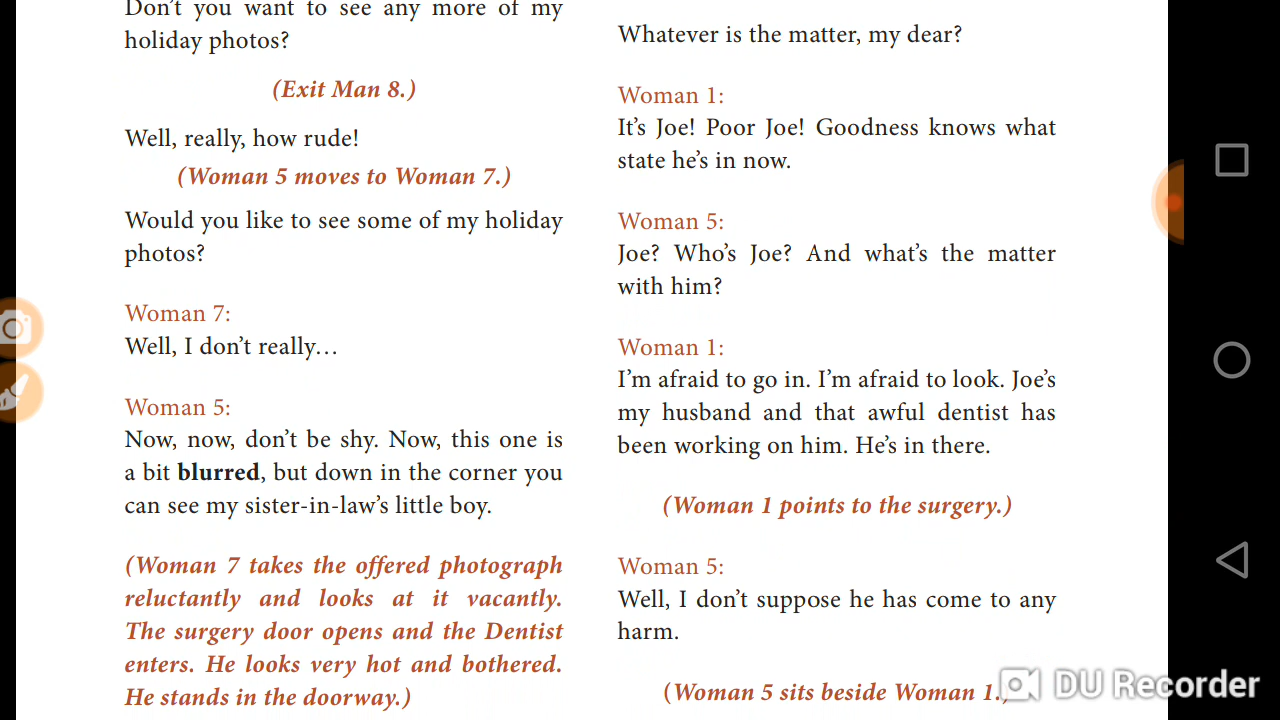 Don't you want to see any more of my
holiday photos?
(Exit Man 8.)
Well, really, how rude!
(Woman 5 moves to Woman 7.)
Would you like to see some of my holiday
photos?
Woman 7:
Well, I don't really…
Woman 5:
Now, now, don't be shy. Now, this one is
a bit blurred, but down in the corner you
can see my sister-in-law's little boy.
(Woman 7 takes the offered photograph
reluctantly and looks at it vacantly.
The surgery door opens and the Dentist
enters. He looks very hot and bothered.
He stands in the doorway.)
Whatever is the matter, my dear?
Woman 1:
It's Joe! Poor Joe! Goodness knows what
state he's in now.
Woman 5:
Joe? Who's Joe? And what's the matter
with him?
Woman 1:
I'm afraid to go in. I'm afraid to look. Joe's
my husband and that awful dentist has
been working on him. He's in there.
(Woman 1 points to the surgery.)
Woman 5:
Well, I don't suppose he has come to any
harm.
(Woman 5 sits beside Woman 1.)
DU Recorder